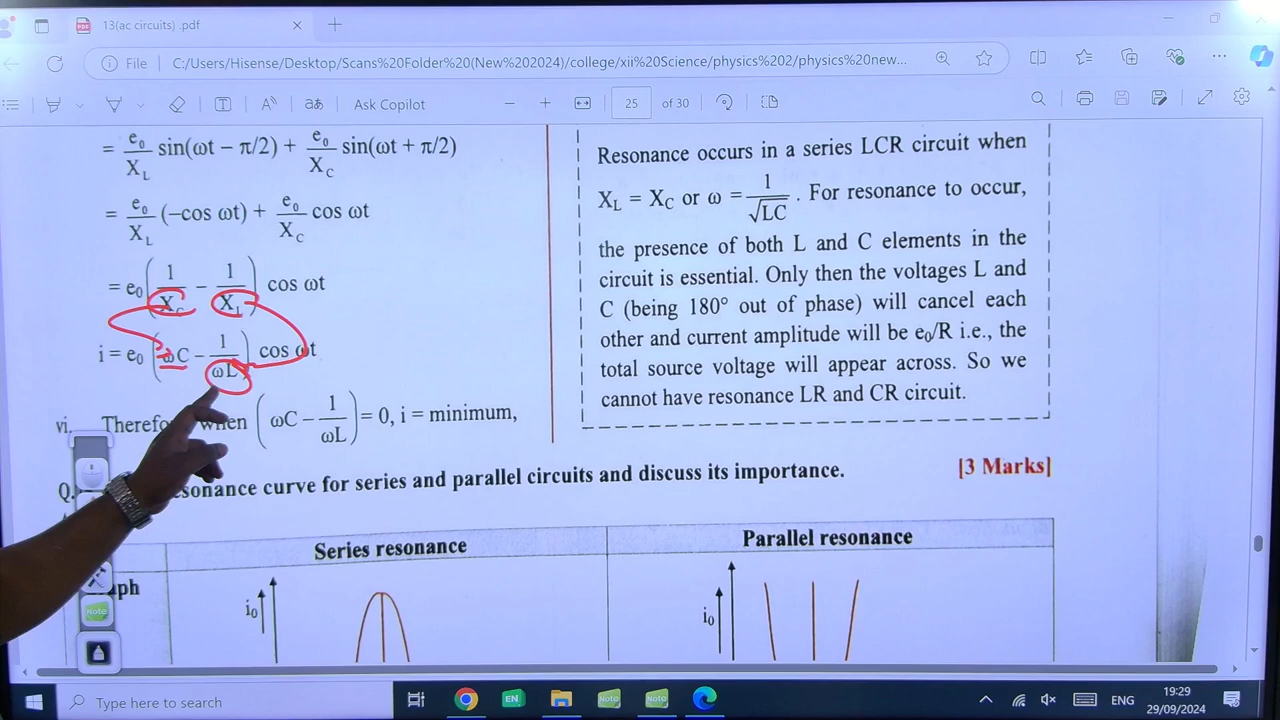 13(ac circuits) .pdf
File C:/Users/Hisense/Desktop/Scans%20Folder%20(New%202024)/college/xii%20Science/physics%202/physics%20new...
Ask Copilot
25 of 30
= e₀/X_L sin(ωt − π/2) + e₀/X_C sin(ωt + π/2)
= e₀/X_L (−cos ωt) + e₀/X_C cos ωt
= e₀(1/X_C − 1/X_L) cos ωt
i = e₀(ωC − 1/ωL) cos ωt
vi. when (ωC − 1/ωL) = 0, i = minimum,
Resonance occurs in a series LCR circuit when
X_L = X_C or ω = 1/√LC . For resonance to occur,
the presence of both L and C elements in the
circuit is essential. Only then the voltages L and
C (being 180° out of phase) will cancel each
other and current amplitude will be e₀/R i.e., the
total source voltage will appear across. So we
cannot have resonance LR and CR circuit.
Q. curve for series and parallel circuits and discuss its importance. [3 Marks]
Series resonance Parallel resonance
i₀ i₀
Note
Type here to search
EN Note Note
ENG
19:29
29/09/2024